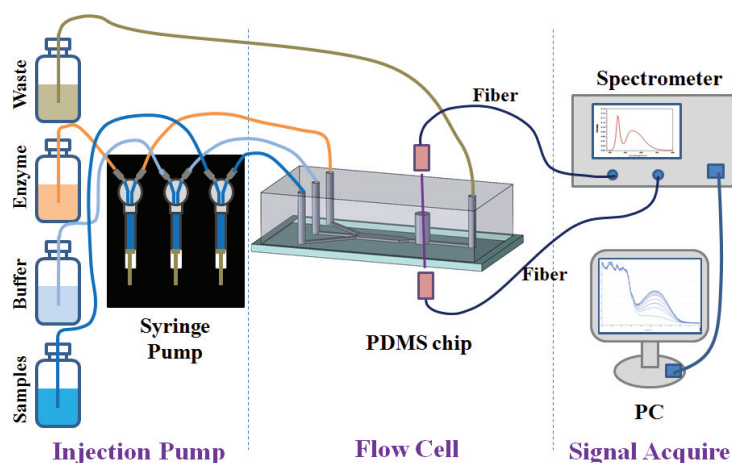 Waste
Enzyme
Buffer
Samples
Syringe
Pump
Fiber
Fiber
PDMS chip
Spectrometer
PC
Injection Pump
Flow Cell
Signal Acquire